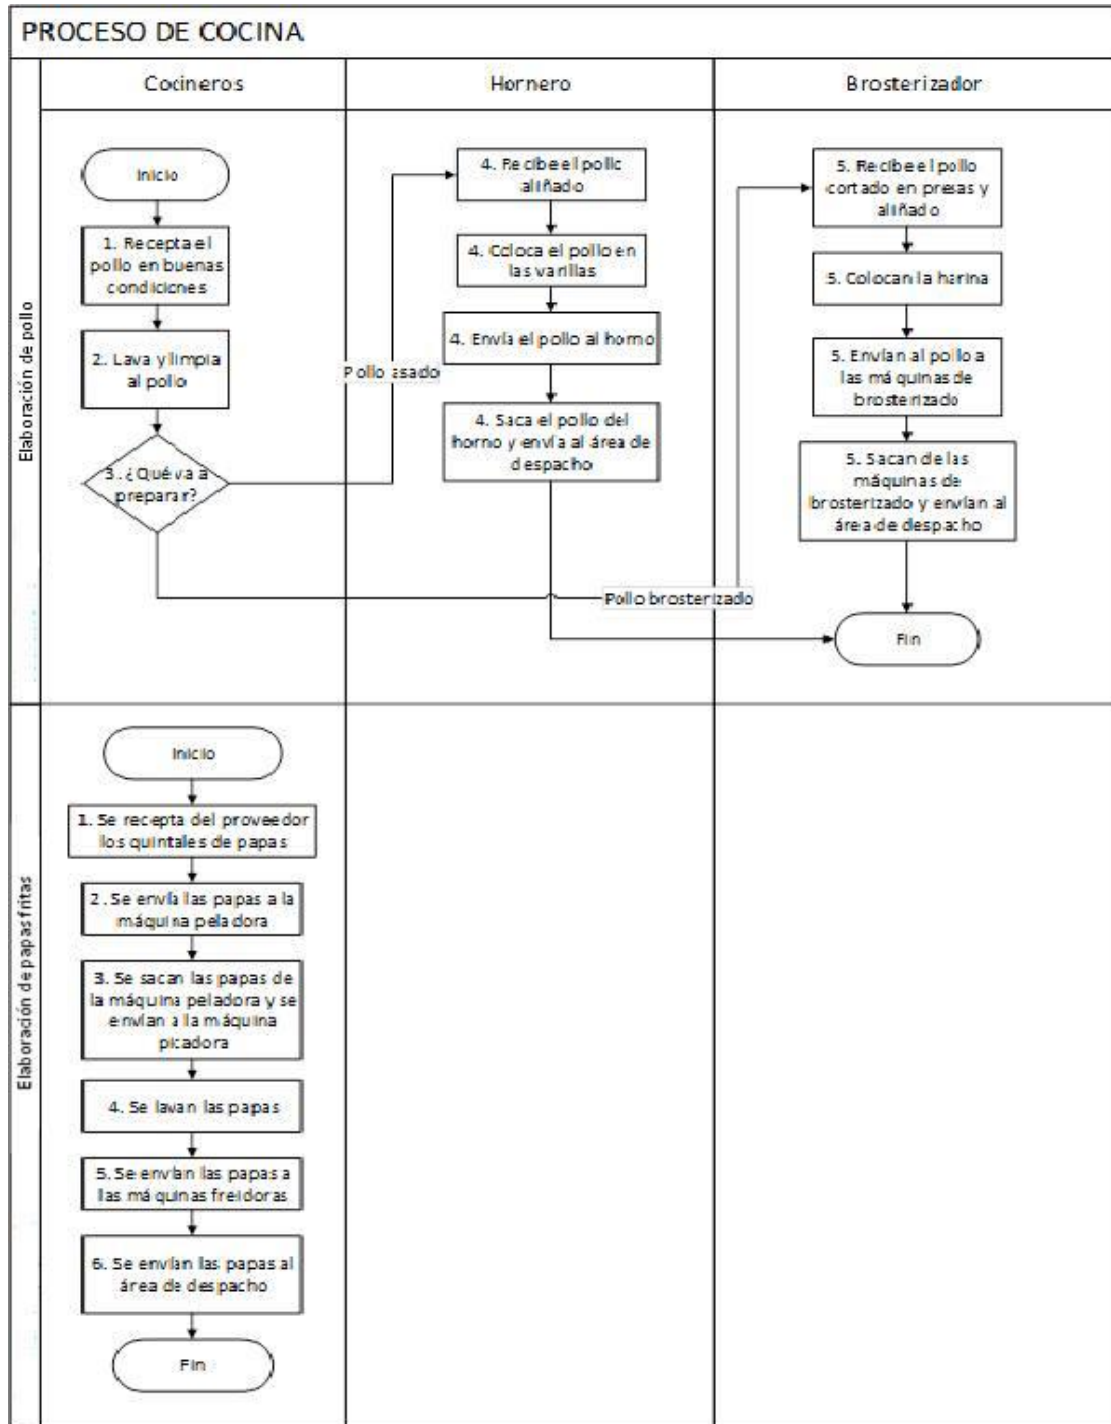 PROCESO DE COCINA
Cocineros
Hornero
Brosterizador
Elaboración de pollo
Inicio
1. Recepta el
pollo en buenas
condiciones
2. Lava y limpia
al pollo
3. ¿Qué va a
preparar?
Pollo asado
4. Recibe el pollo
aliñado
4. Coloca el pollo en
las varillas
4. Envía el pollo al horno
4. Saca el pollo del
horno y envía al área de
despacho
Pollo brosterizado
5. Recibe el pollo
cortado en presas y
aliñado
5. Colocan la harina
5. Envían al pollo a
las máquinas de
brosterizado
5. Sacan de las
máquinas de
brosterizado y envían al
área de despacho
Fin
Elaboración de papas fritas
Inicio
1. Se recepta del proveedor
los quintales de papas
2. Se envía las papas a la
máquina peladora
3. Se sacan las papas de
la máquina peladora y se
envían a la máquina
picadora
4. Se lavan las papas
5. Se envían las papas a
las máquinas freidoras
6. Se envían las papas al
área de despacho
Fin